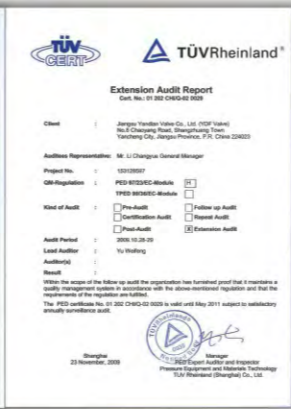 TÜV
CERT
TÜVRheinland®
Extension Audit Report
Cert. No.: 01 202 CHI/Q-02 0029
Client : Jiangsu Yandian Valve Co., Ltd. (YDF Valve)
No.8 Chaoyang Road, Shangzhuang Town
Yancheng City, Jiangsu Province, P.R. China 224023
Auditees Representative: Mr. Li Changyue General Manager
Project No. :
QM-Regulation : PED 97/23/EC-Module H
TPED 99/36/EC-Module
Kind of Audit : Pre-Audit Follow up Audit
Certification Audit Repeat Audit
Post-Audit X Extension Audit
Audit Period : 2008.10.28-29
Lead Auditor : Yu Weifeng
Auditor(s) :
Result :
Within the scope of the follow up audit the organization has furnished proof that it maintains a
quality management system in accordance with the above-mentioned regulation and that the
requirements of the regulation are fulfilled.
The PED certificate No. 01 202 CHI/Q-02 0029 is valid until May 2011 subject to satisfactory
annually surveillance audit.
TÜVRheinland
Shanghai
23 November, 2008
Manager
PED Expert Auditor and Inspector
Pressure Equipment and Materials Technology
TÜV Rheinland (Shanghai) Co., Ltd.